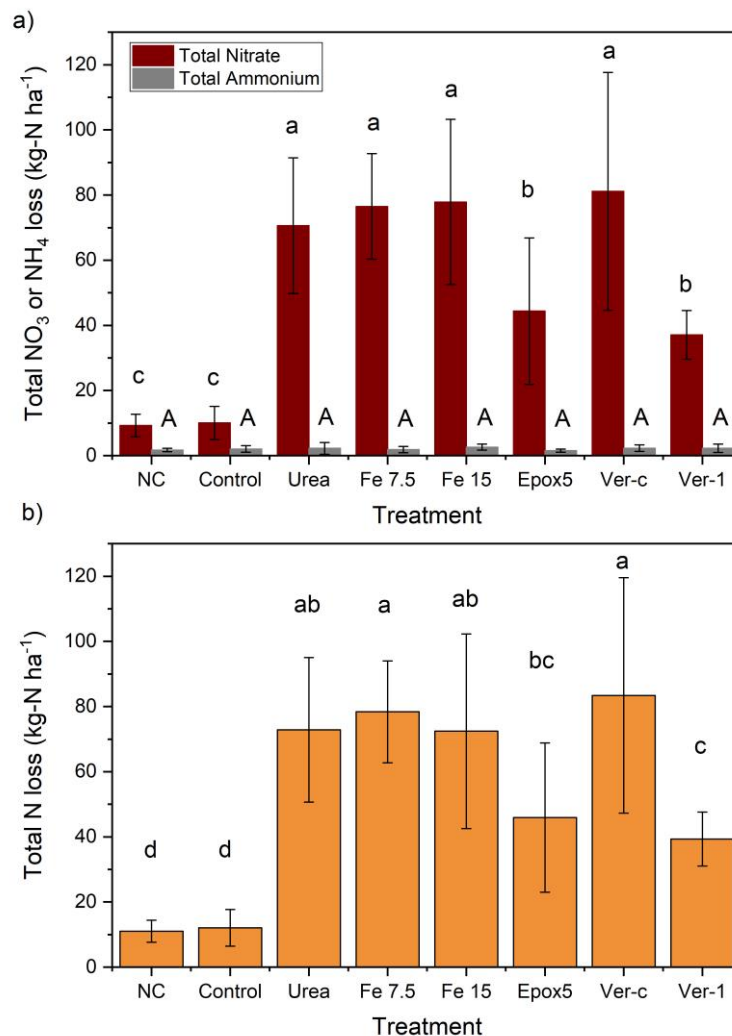 a)
Total Nitrate
Total Ammonium
Total NO₃ or NH₄ loss (kg-N ha⁻¹)
120
100
80
60
40
20
0
c A c A a A a A a A b A a A b A
NC Control Urea Fe 7.5 Fe 15 Epox5 Ver-c Ver-1
Treatment
b)
Total N loss (kg-N ha⁻¹)
120
100
80
60
40
20
0
d d ab a ab bc a c
NC Control Urea Fe 7.5 Fe 15 Epox5 Ver-c Ver-1
Treatment